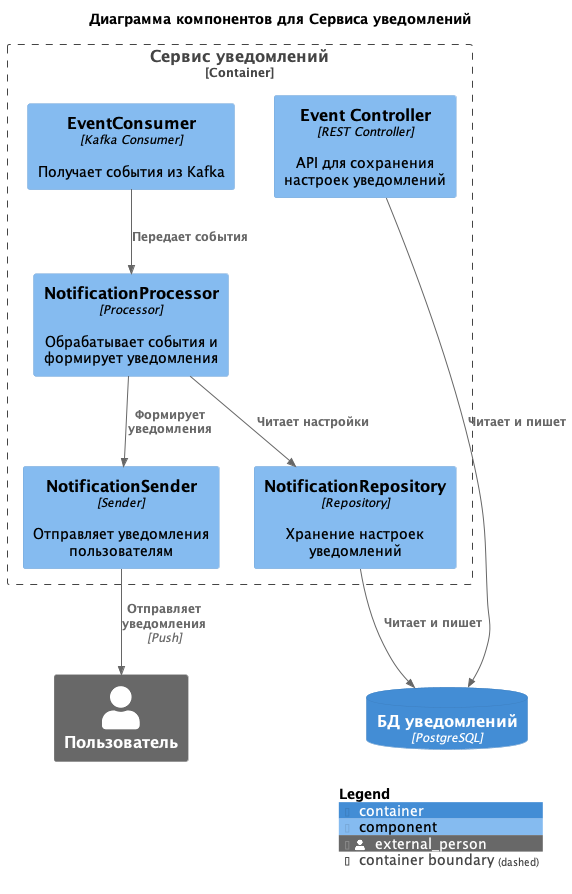 Диаграмма компонентов для Сервиса уведомлений
Сервис уведомлений
[Container]
EventConsumer
[Kafka Consumer]
Получает события из Kafka
Event Controller
[REST Controller]
API для сохранения
настроек уведомлений
Передает события
NotificationProcessor
[Processor]
Обрабатывает события и
формирует уведомления
Формирует
уведомления
Читает настройки
Читает и пишет
NotificationSender
[Sender]
Отправляет уведомления
пользователям
NotificationRepository
[Repository]
Хранение настроек
уведомлений
Отправляет
уведомления
[Push]
Читает и пишет
Пользователь
БД уведомлений
[PostgreSQL]
Legend
container
component
external_person
container boundary (dashed)